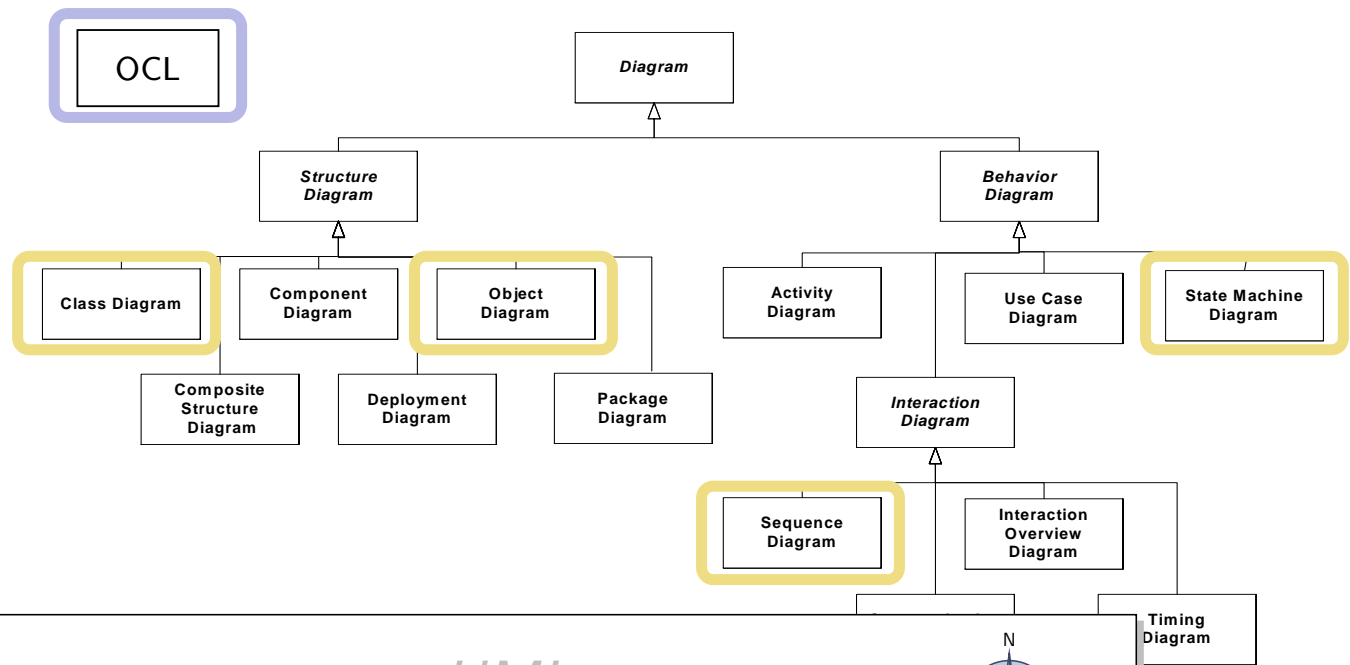 OCL
Diagram
Structure
Diagram
Behavior
Diagram
Class Diagram
Component
Diagram
Object
Diagram
Activity
Diagram
Use Case
Diagram
State Machine
Diagram
Composite
Structure
Diagram
Deployment
Diagram
Package
Diagram
Interaction
Diagram
Sequence
Diagram
Interaction
Overview
Diagram
Timing
Diagram
N